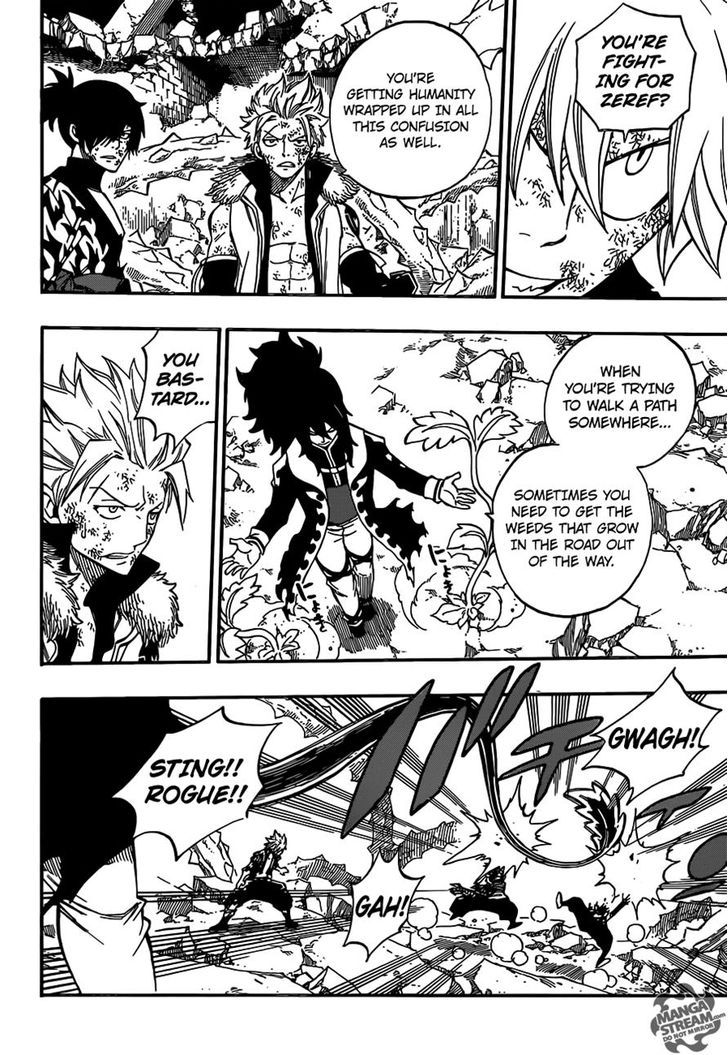 YOU'RE
FIGHT-
ING FOR
ZEREF?
YOU'RE
GETTING HUMANITY
WRAPPED UP IN ALL
THIS CONFUSION
AS WELL.
WHEN
YOU'RE TRYING
TO WALK A PATH
SOMEWHERE...
SOMETIMES YOU
NEED TO GET THE
WEEDS THAT GROW
IN THE ROAD OUT
OF THE WAY.
YOU
BAS-
TARD...
GWAGH!
GAH!
STING!!
ROGUE!!
MANGA
STREAM.com
DO NOT MIRROR